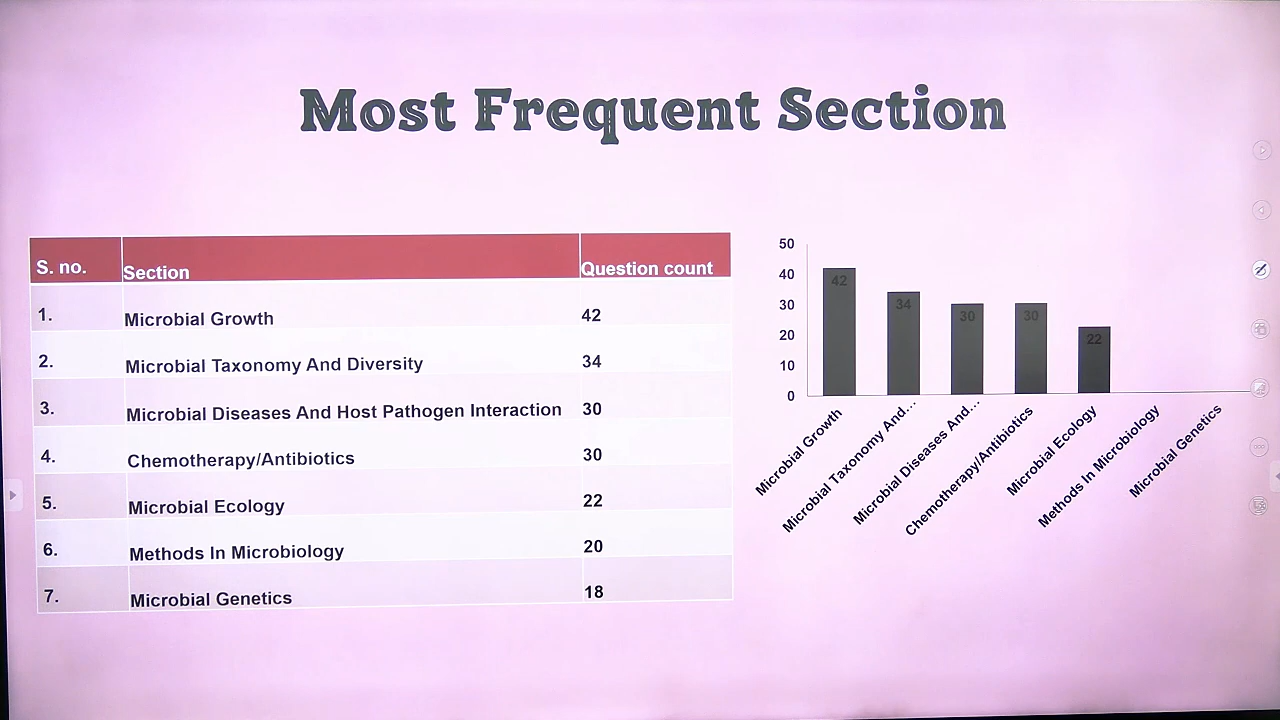 Most Frequent Section
S. no. Section Question count
1. Microbial Growth 42
2. Microbial Taxonomy And Diversity 34
3. Microbial Diseases And Host Pathogen Interaction 30
4. Chemotherapy/Antibiotics 30
5. Microbial Ecology 22
6. Methods In Microbiology 20
7. Microbial Genetics 18
50
40
30
20
10
0
42
34
30
30
22
Microbial Growth
Microbial Taxonomy And...
Microbial Diseases And...
Chemotherapy/Antibiotics
Microbial Ecology
Methods In Microbiology
Microbial Genetics